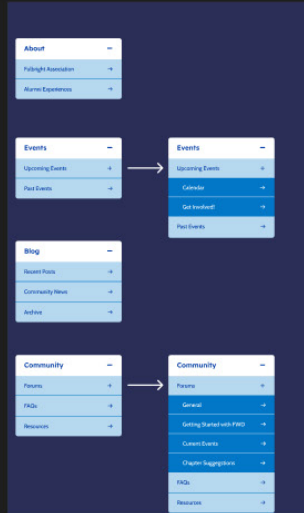 About
Fulbright Association
Alumni Experiences
Events
Upcoming Events
Past Events
Events
Upcoming Events
Calendar
Get Involved!
Past Events
Blog
Recent Posts
Community News
Archive
Community
Forums
FAQs
Resources
Community
Forums
General
Getting Started with FWD
Current Events
Chapter Suggestions
FAQs
Resources